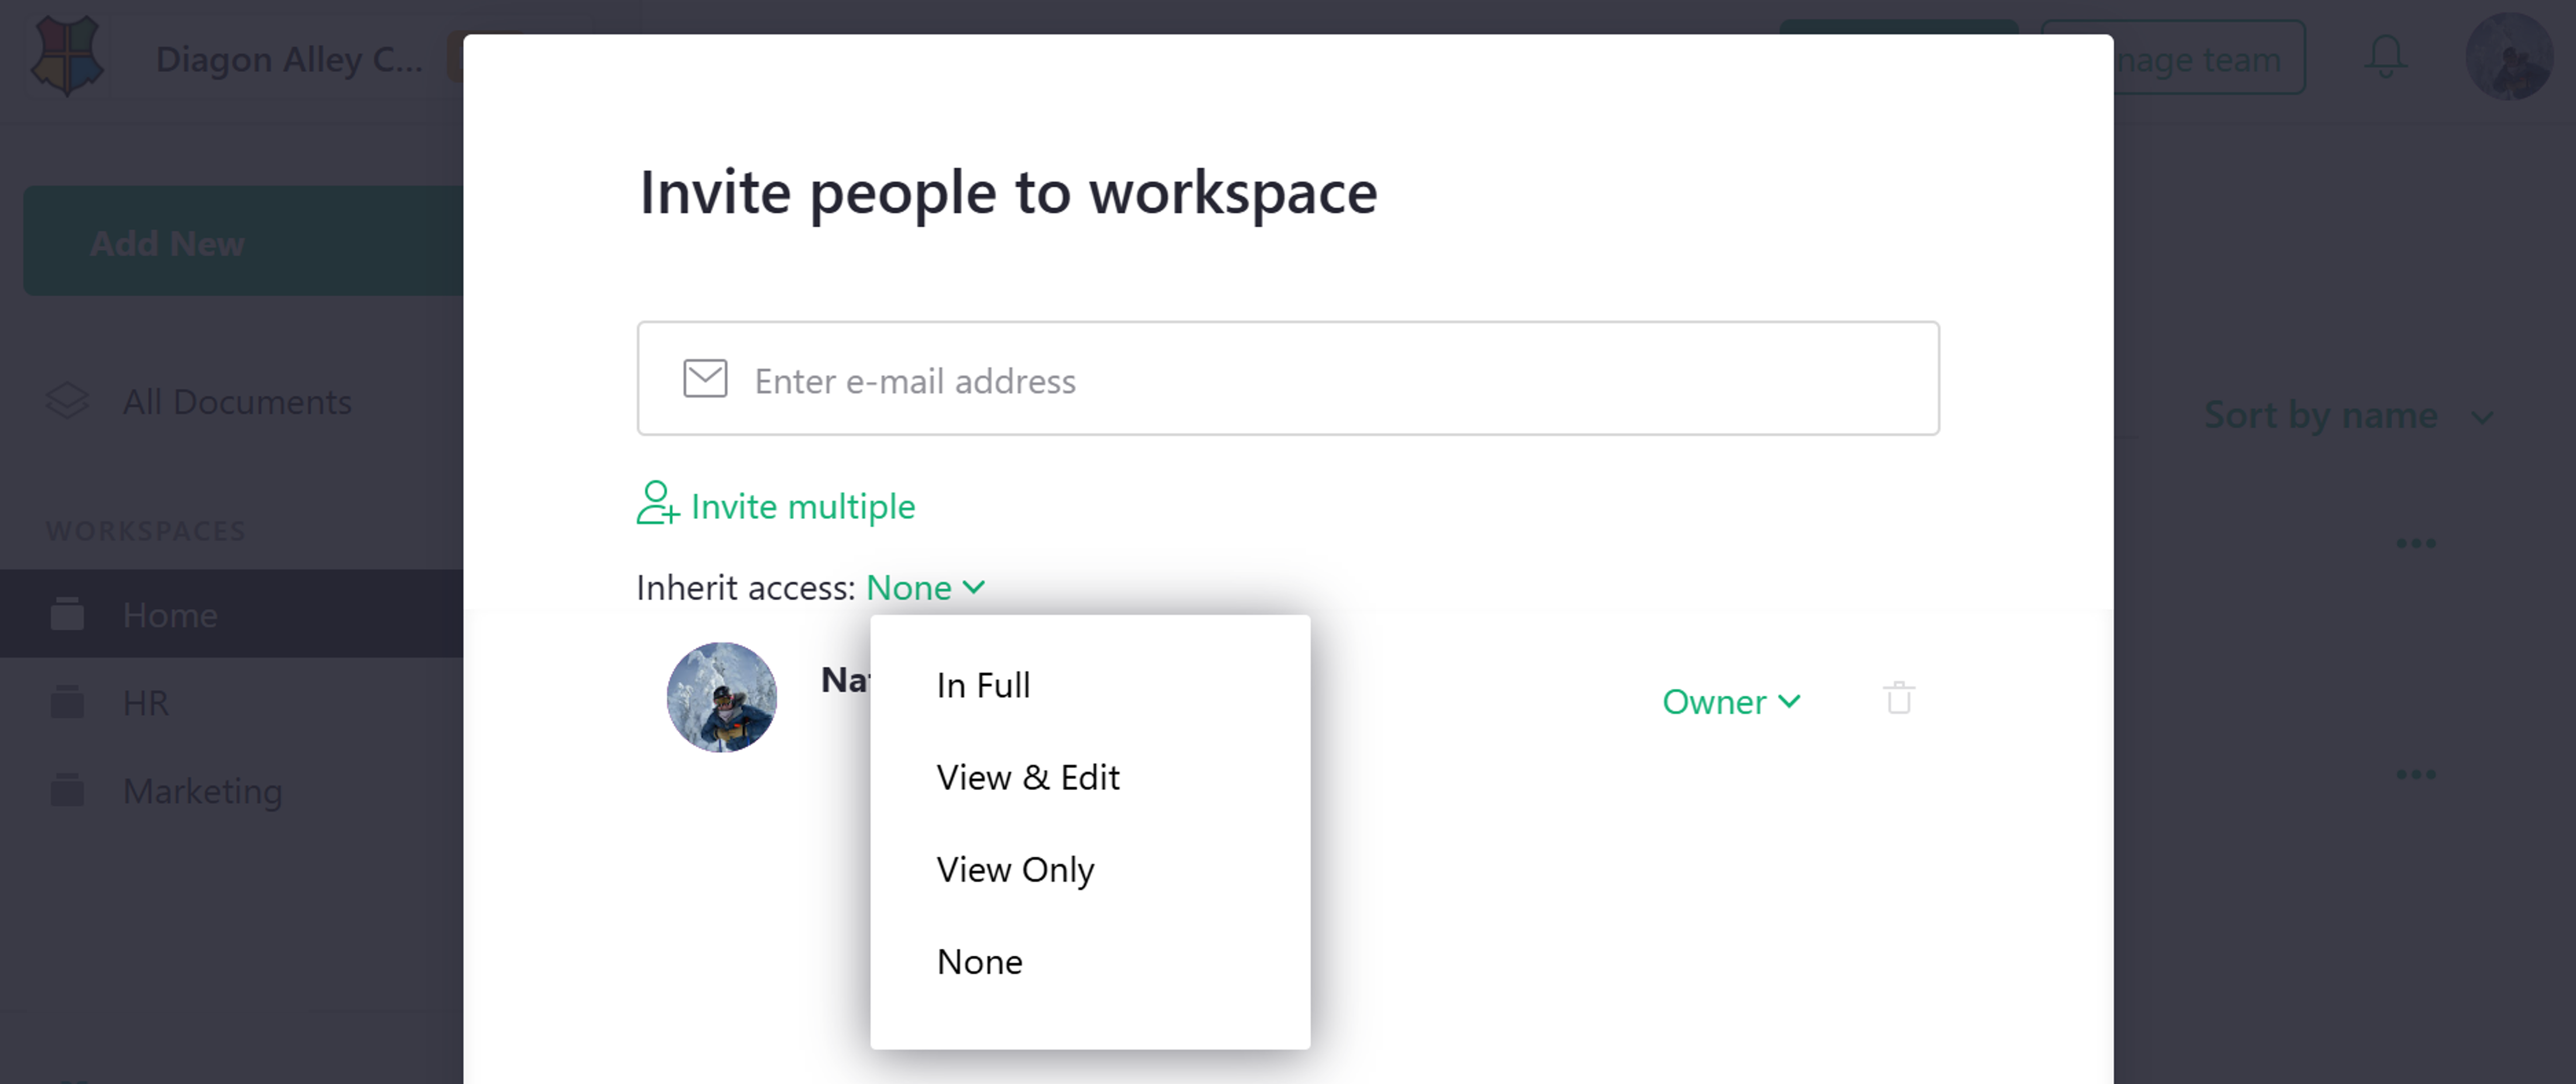 Diagon Alley C...
nage team
Invite people to workspace
Add New
Enter e-mail address
All Documents
Sort by name
Invite multiple
WORKSPACES
Inherit access: None
Home
In Full
Owner
HR
View & Edit
Marketing
View Only
None